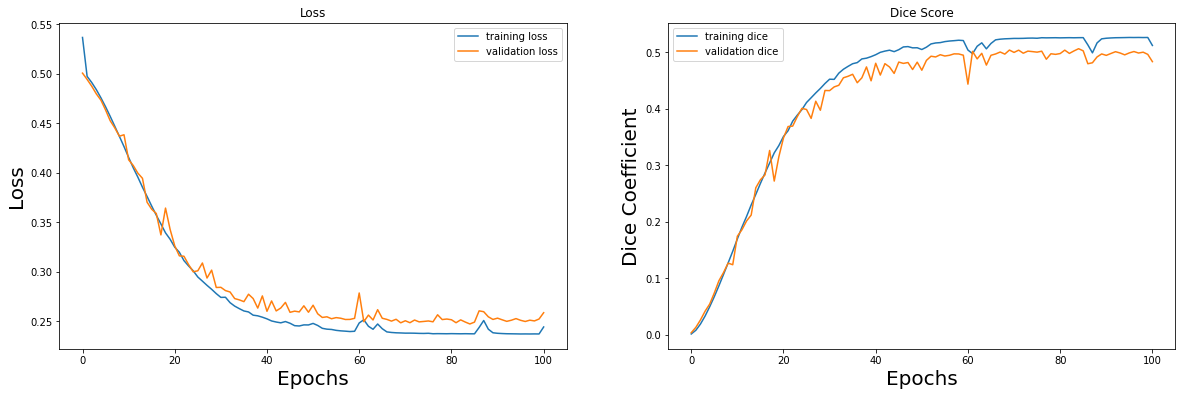 Loss
training loss
validation loss
Loss
0.55
0.50
0.45
0.40
0.35
0.30
0.25
0 20 40 60 80 100
Epochs
Dice Score
training dice
validation dice
Dice Coefficient
0.5
0.4
0.3
0.2
0.1
0.0
0 20 40 60 80 100
Epochs